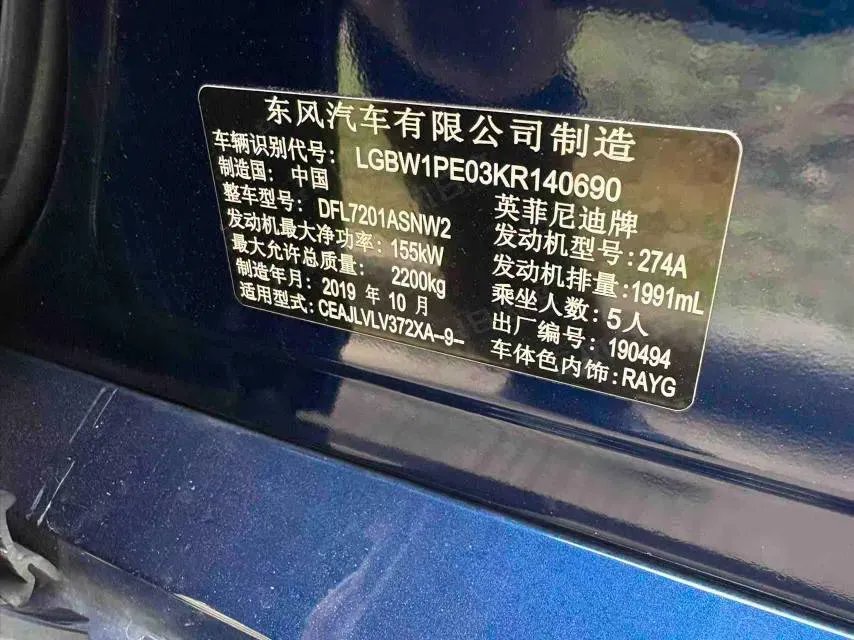 东风汽车有限公司制造
车辆识别代号: LGBW1PE03KR140690
制造国: 中国 英菲尼迪牌
整车型号: DFL7201ASNW2 发动机型号: 274A
发动机最大净功率: 155kW 发动机排量: 1991mL
最大允许总质量: 2200kg 乘坐人数: 5人
制造年月: 2019 年 10 月 出厂编号: 190494
适用型式: CEAJLVLV372XA-9- 车体色内饰: RAYG